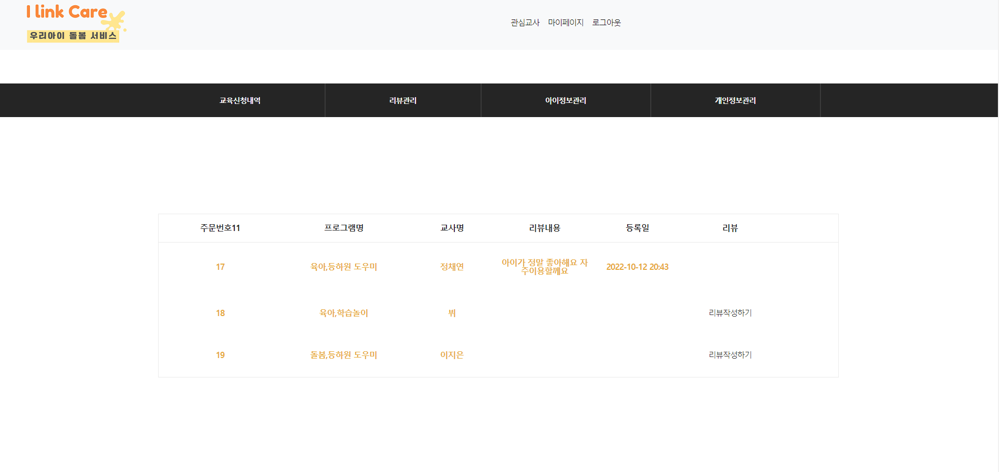 I link Care
우리아이 돌봄 서비스
관심교사 마이페이지 로그아웃
교육신청내역 리뷰관리 아이정보관리 개인정보관리
주문번호11 프로그램명 교사명 리뷰내용 등록일 리뷰
17 육아,등하원 도우미 정채연 아이가 정말 좋아해요 자 2022-10-12 20:43
주이용할께요
18 육아,학습놀이 뷔 리뷰작성하기
19 돌봄,등하원 도우미 이지은 리뷰작성하기